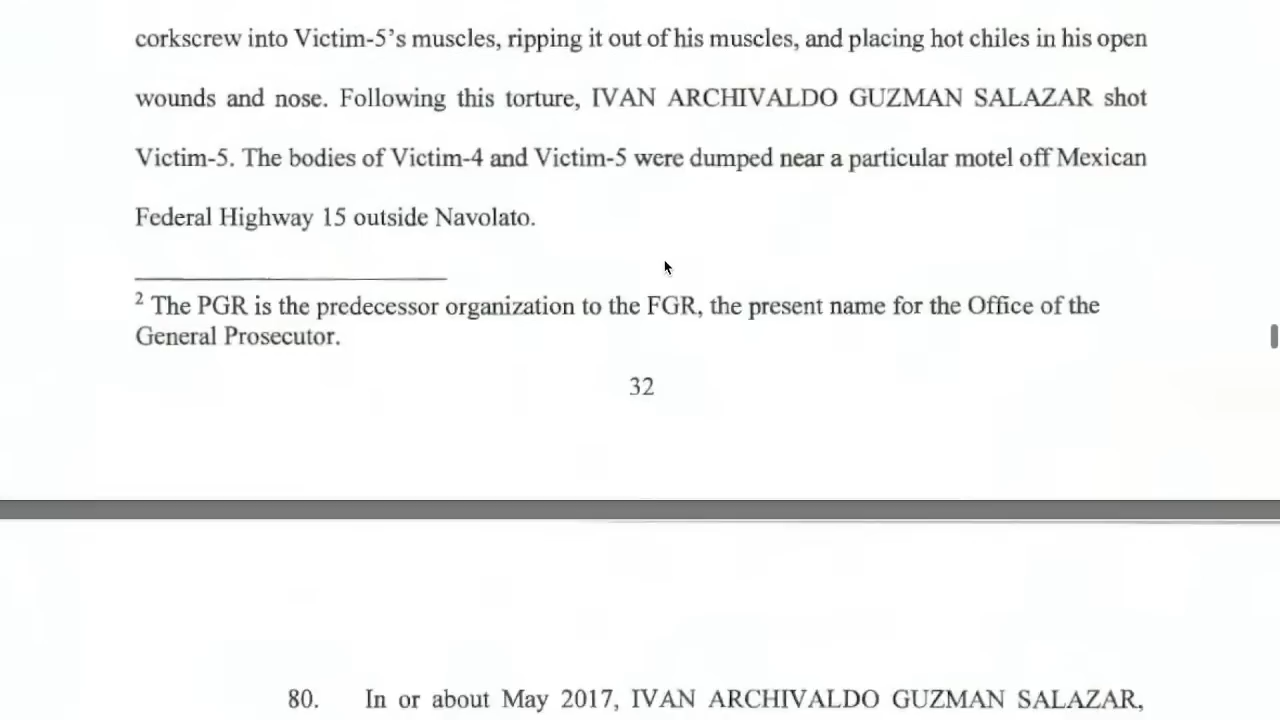 corkscrew into Victim-5’s muscles, ripping it out of his muscles, and placing hot chiles in his open
wounds and nose. Following this torture, IVAN ARCHIVALDO GUZMAN SALAZAR shot
Victim-5. The bodies of Victim-4 and Victim-5 were dumped near a particular motel off Mexican
Federal Highway 15 outside Navolato.
2 The PGR is the predecessor organization to the FGR, the present name for the Office of the
General Prosecutor.
32
80. In or about May 2017, IVAN ARCHIVALDO GUZMAN SALAZAR,